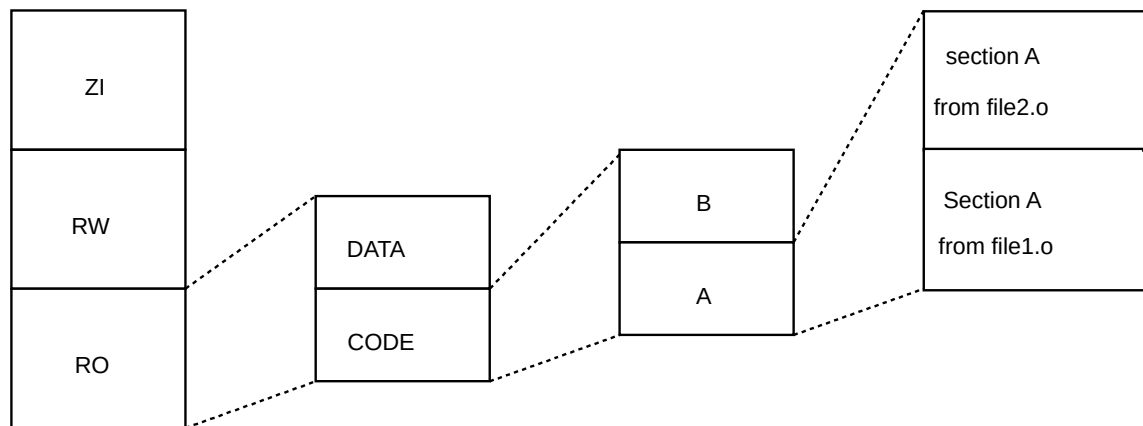 ZI
RW
RO
DATA
CODE
B
A
section A
from file2.o
Section A
from file1.o